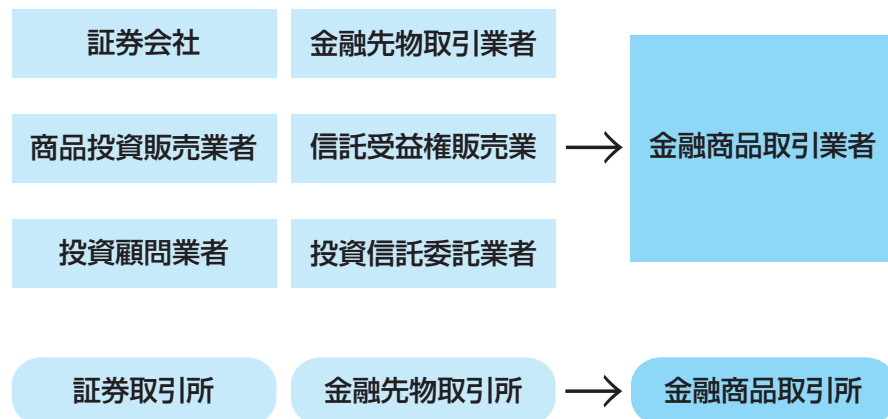 証券会社
金融先物取引業者
商品投資販売業者
信託受益権販売業
金融商品取引業者
投資顧問業者
投資信託委託業者
証券取引所
金融先物取引所
金融商品取引所